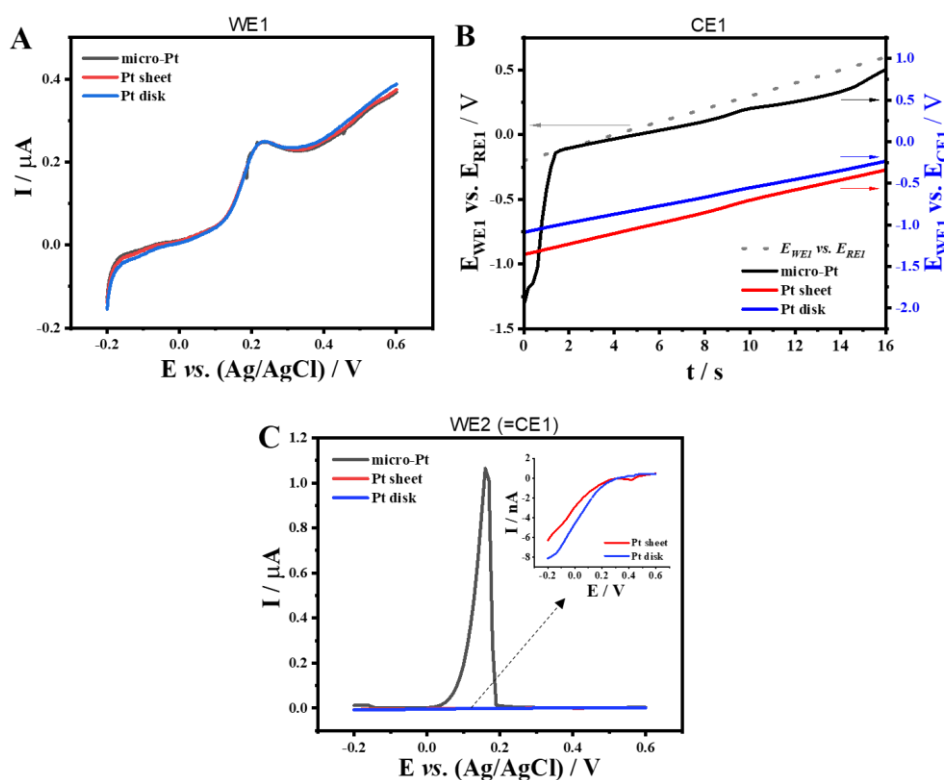 A
WE1
micro-Pt
Pt sheet
Pt disk
0.4
0.2
0.0
-0.2
I / μA
-0.2 0.0 0.2 0.4 0.6
E vs. (Ag/AgCl) / V
B
CE1
0.5
0.0
-0.5
-1.0
-1.5
E_WE1 vs. E_RE1 / V
1.0
0.5
0.0
-0.5
-1.0
-1.5
-2.0
E_WE1 vs. E_CE1 / V
E_WE1 vs. E_RE1
micro-Pt
Pt sheet
Pt disk
0 2 4 6 8 10 12 14 16
t / s
C
WE2 (=CE1)
micro-Pt
Pt sheet
Pt disk
1.2
1.0
0.8
0.6
0.4
0.2
0.0
I / μA
-0.2 0.0 0.2 0.4 0.6
E vs. (Ag/AgCl) / V
2
0
-2
-4
-6
-8
I / nA
Pt sheet
Pt disk
-0.2 0.0 0.2 0.4 0.6
E / V